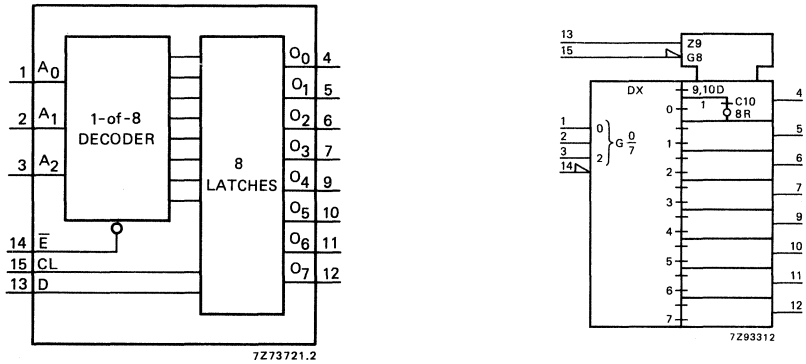 1 A0
2 A1
3 A2
1-of-8
DECODER
8
LATCHES
O0 4
O1 5
O2 6
O3 7
O4 9
O5 10
O6 11
O7 12
14 E̅
15 CL
13 D
7Z73721.2
13 Z9
15 G8
DX
9,10D
1 C10
8R
1 0
2
3 2
14
G 0/7
0
1
2
3
4
5
6
7
4
5
6
7
9
10
11
12
7Z93312